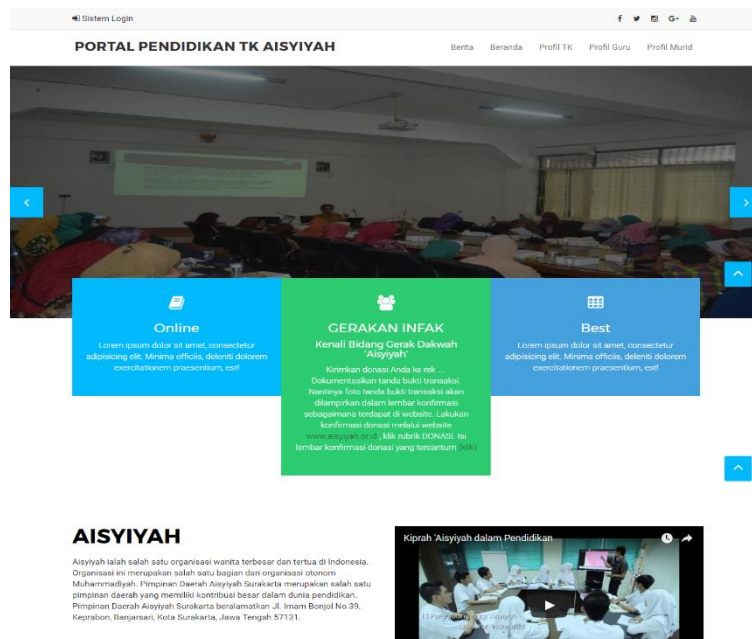 Sistem Login
PORTAL PENDIDIKAN TK AISYIYAH
Berita Beranda Profil TK Profil Guru Profil Murid
Online
Lorem ipsum dolor sit amet, consectetur
adipisicing elit. Minima officiis, deleniti dolorem
exercitationem praesentium, est!
GERAKAN INFAK
Kenali Bidang Gerak Dakwah
'Aisyiyah'
Kirimkan donasi Anda ke rek ...
Dokumentasikan tanda bukti transaksi.
Nantinya foto tanda bukti transaksi akan
dilampirkan dalam lembar konfirmasi
sebagaimana terdapat di website. Lakukan
konfirmasi donasi melalui website
www.aisyiyah.or.id , klik rubrik DONASI. Isi
lembar konfirmasi donasi yang tercantum (klik)
Best
Lorem ipsum dolor sit amet, consectetur
adipisicing elit. Minima officiis, deleniti dolorem
exercitationem praesentium, est!
AISYIYAH
Aisyiyah ialah salah satu organisasi wanita terbesar dan tertua di Indonesia.
Organisasi ini merupakan salah satu bagian dari organisasi otonom
Muhammadiyah. Pimpinan Daerah Aisyiyah Surakarta merupakan salah satu
pimpinan daerah yang memiliki kontribusi besar dalam dunia pendidikan.
Pimpinan Daerah Aisyiyah Surakarta beralamatkan Jl. Imam Bonjol No.39,
Keprabon, Banjarsari, Kota Surakarta, Jawa Tengah 57131.
Kiprah 'Aisyiyah dalam Pendidikan